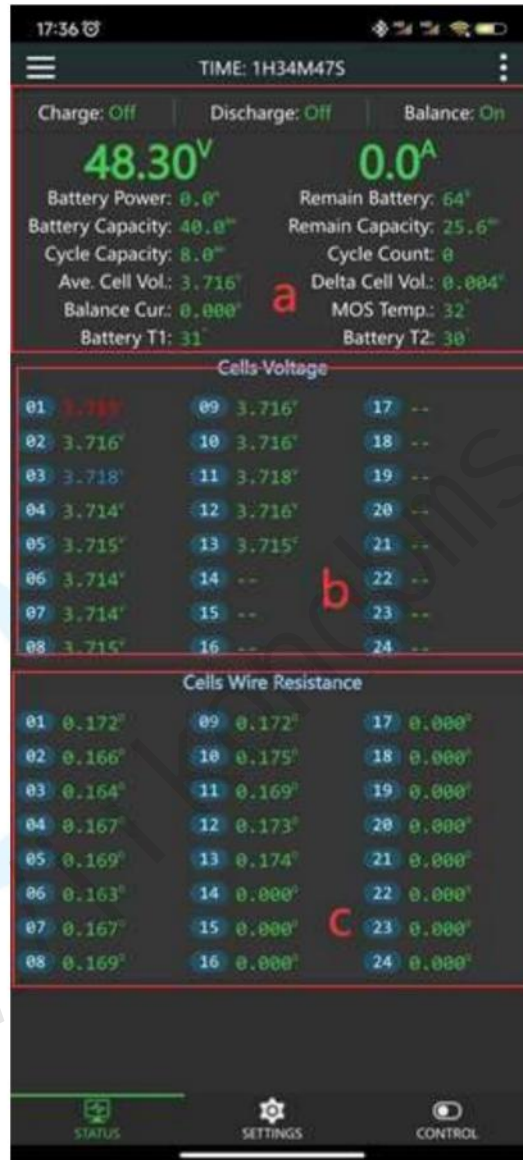 17:36
TIME: 1H34M47S
Charge: Off Discharge: Off Balance: On
48.30V 0.0A
Battery Power: 0.0 Remain Battery: 64
Battery Capacity: 40.0 Remain Capacity: 25.6
Cycle Capacity: 8.0 Cycle Count: 0
Ave. Cell Vol.: 3.716 Delta Cell Vol.: 0.004
Balance Cur.: 0.000 MOS Temp.: 32
Battery T1: 31 Battery T2: 30
a
Cells Voltage
01 09 3.716 17 --
02 3.716 10 3.716 18 --
03 3.718 11 3.718 19 --
04 3.714 12 3.716 20 --
05 3.715 13 3.715 21 --
06 3.714 14 -- 22 --
07 3.714 15 -- 23 --
08 3.715 16 -- 24 --
b
Cells Wire Resistance
01 0.172 09 0.172 17 0.000
02 0.166 10 0.175 18 0.000
03 0.164 11 0.169 19 0.000
04 0.167 12 0.173 20 0.000
05 0.169 13 0.174 21 0.000
06 0.163 14 0.000 22 0.000
07 0.167 15 0.000 23 0.000
08 0.169 16 0.000 24 0.000
c
STATUS SETTINGS CONTROL